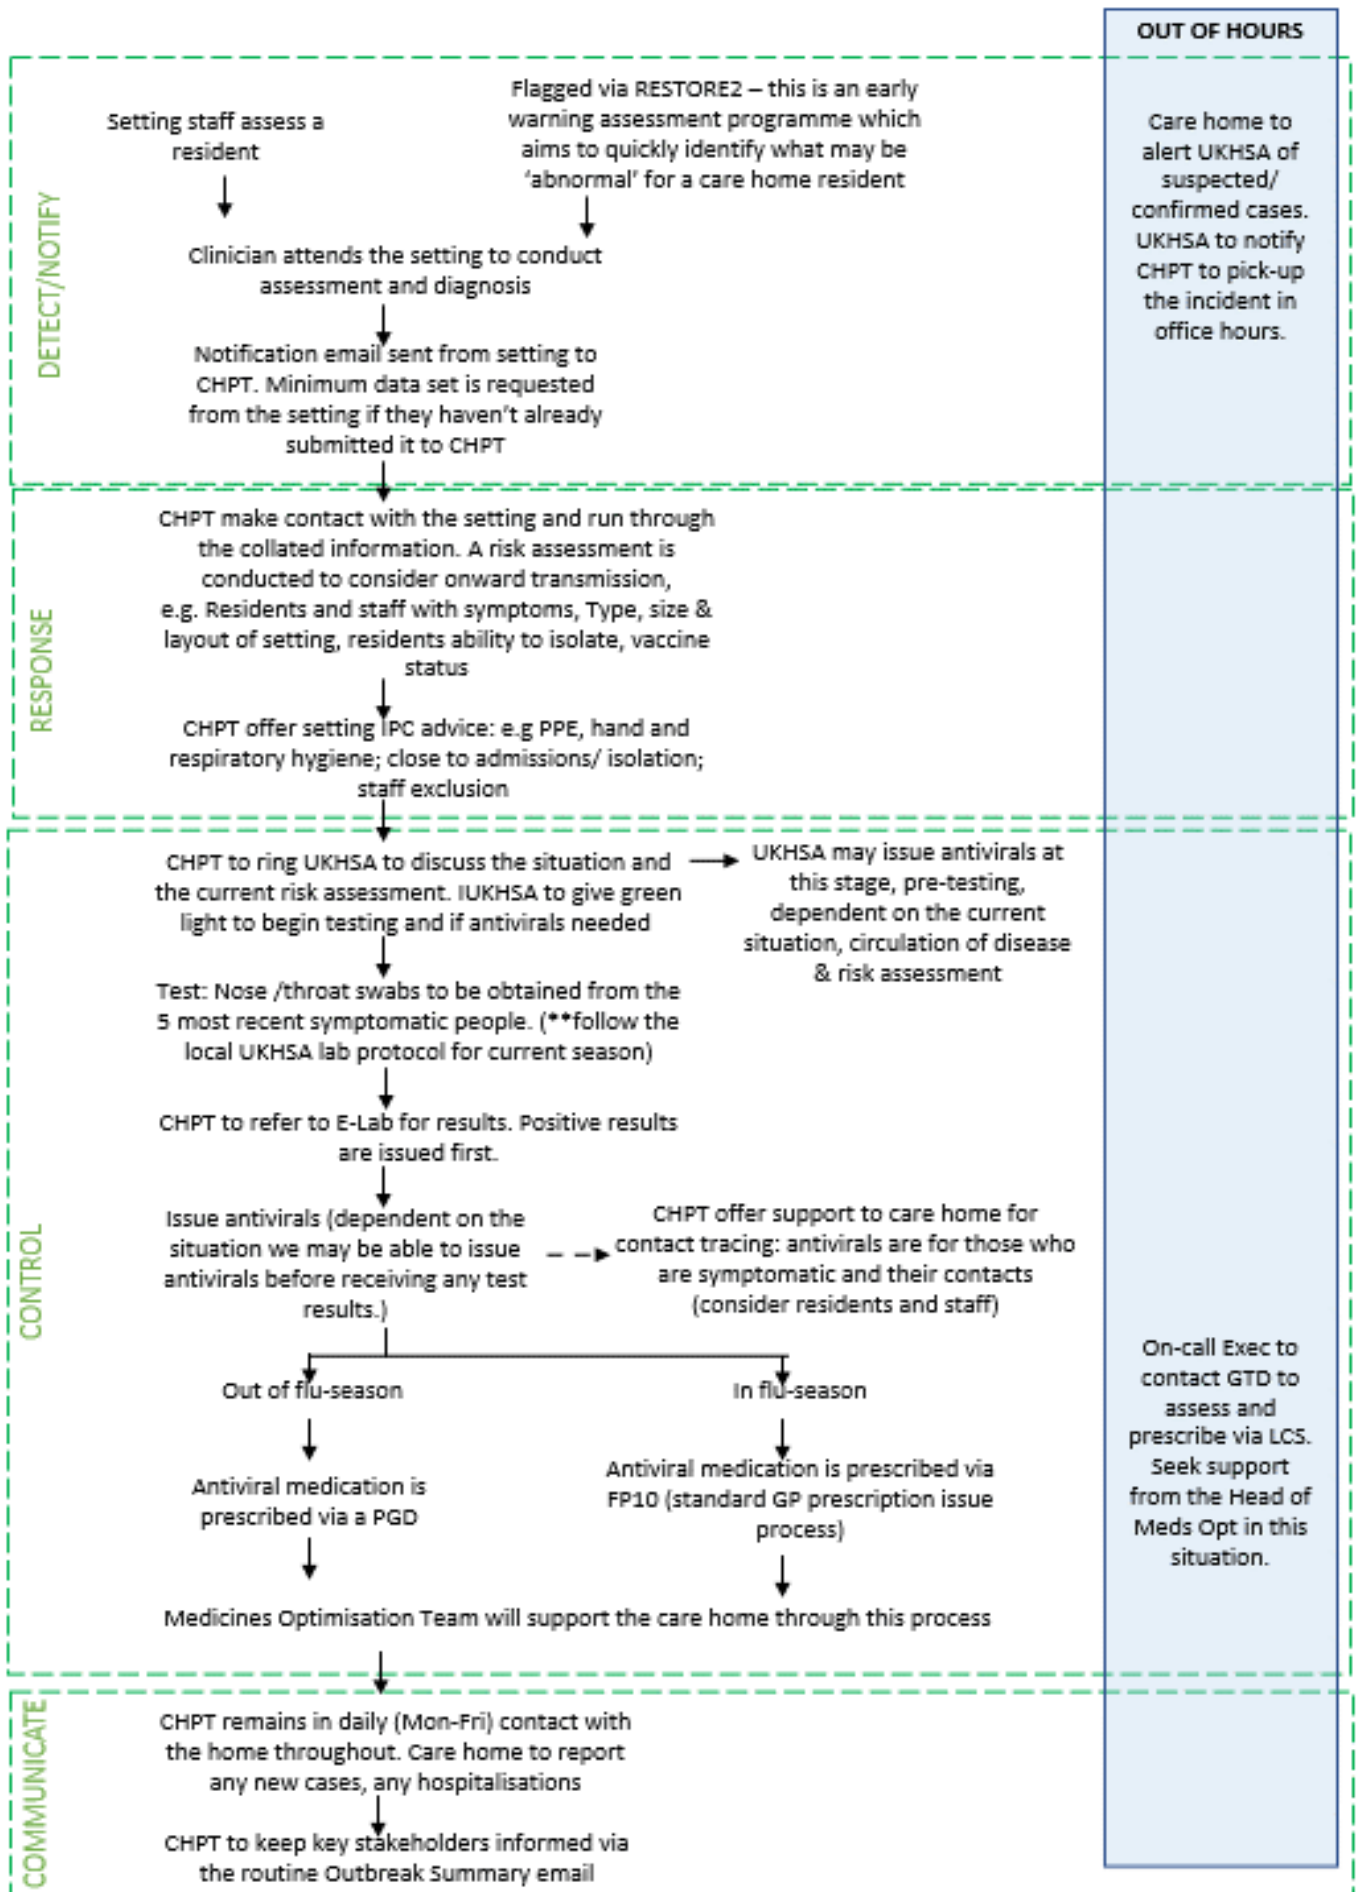 OUT OF HOURS
DETECT/NOTIFY
Setting staff assess a
resident
Flagged via RESTORE2 – this is an early
warning assessment programme which
aims to quickly identify what may be
‘abnormal’ for a care home resident
Clinician attends the setting to conduct
assessment and diagnosis
Notification email sent from setting to
CHPT. Minimum data set is requested
from the setting if they haven’t already
submitted it to CHPT
Care home to
alert UKHSA of
suspected/
confirmed cases.
UKHSA to notify
CHPT to pick-up
the incident in
office hours.
RESPONSE
CHPT make contact with the setting and run through
the collated information. A risk assessment is
conducted to consider onward transmission,
e.g. Residents and staff with symptoms, Type, size &
layout of setting, residents ability to isolate, vaccine
status
CHPT offer setting IPC advice: e.g PPE, hand and
respiratory hygiene; close to admissions/ isolation;
staff exclusion
CONTROL
CHPT to ring UKHSA to discuss the situation and
the current risk assessment. IUKHSA to give green
light to begin testing and if antivirals needed
UKHSA may issue antivirals at
this stage, pre-testing,
dependent on the current
situation, circulation of disease
& risk assessment
Test: Nose /throat swabs to be obtained from the
5 most recent symptomatic people. (**follow the
local UKHSA lab protocol for current season)
CHPT to refer to E-Lab for results. Positive results
are issued first.
Issue antivirals (dependent on the
situation we may be able to issue
antivirals before receiving any test
results.)
CHPT offer support to care home for
contact tracing: antivirals are for those who
are symptomatic and their contacts
(consider residents and staff)
Out of flu-season
In flu-season
Antiviral medication is
prescribed via a PGD
Antiviral medication is prescribed via
FP10 (standard GP prescription issue
process)
Medicines Optimisation Team will support the care home through this process
On-call Exec to
contact GTD to
assess and
prescribe via LCS.
Seek support
from the Head of
Meds Opt in this
situation.
COMMUNICATE
CHPT remains in daily (Mon-Fri) contact with
the home throughout. Care home to report
any new cases, any hospitalisations
CHPT to keep key stakeholders informed via
the routine Outbreak Summary email